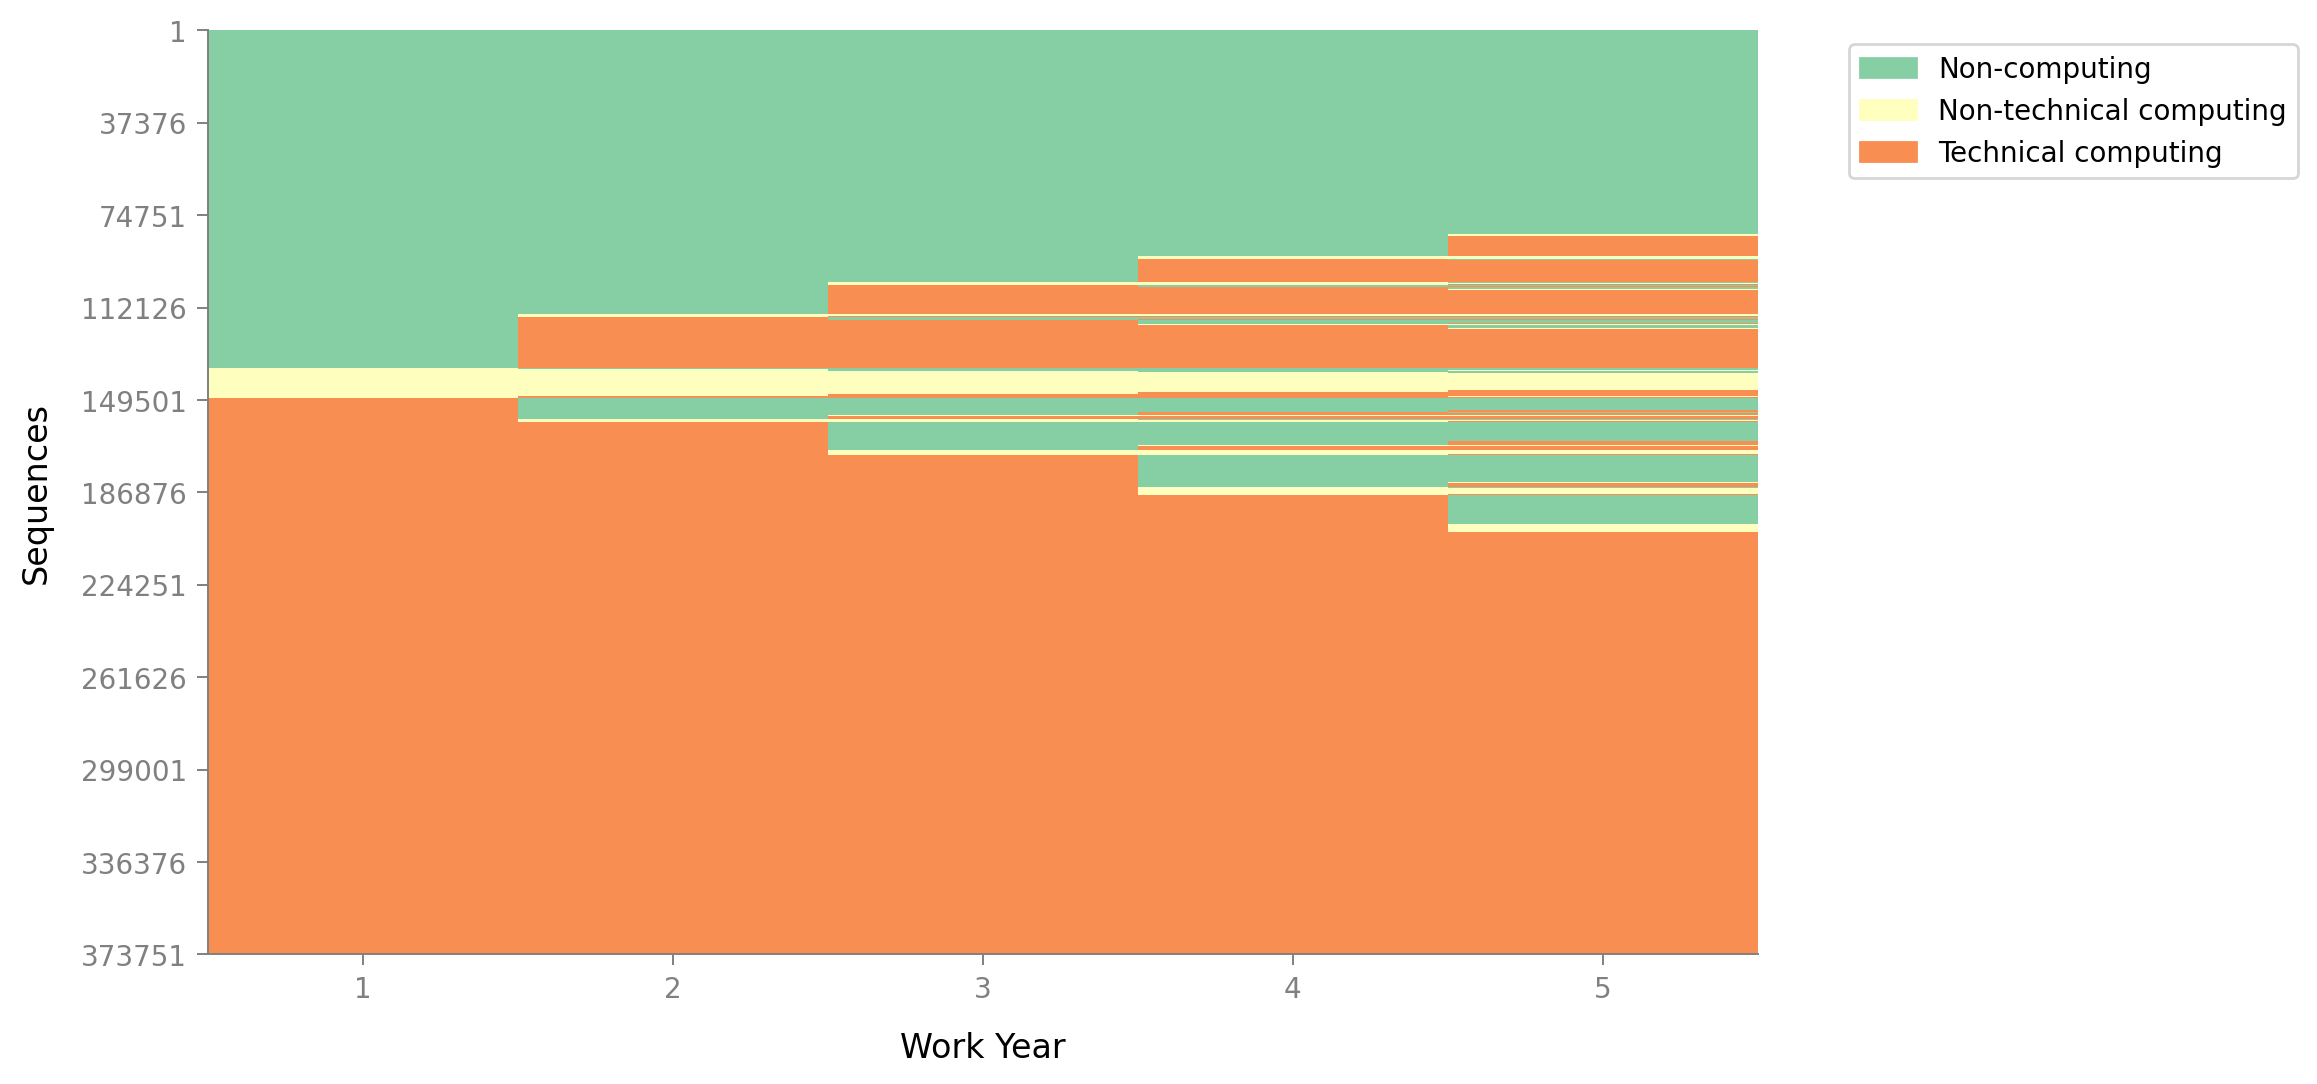 1
37376
74751
112126
149501
186876
224251
261626
299001
336376
373751
Sequences
1 2 3 4 5
Work Year
Non-computing
Non-technical computing
Technical computing